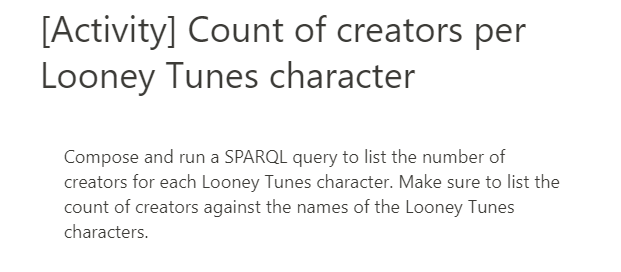 [Activity] Count of creators per
Looney Tunes character
Compose and run a SPARQL query to list the number of
creators for each Looney Tunes character. Make sure to list the
count of creators against the names of the Looney Tunes
characters.